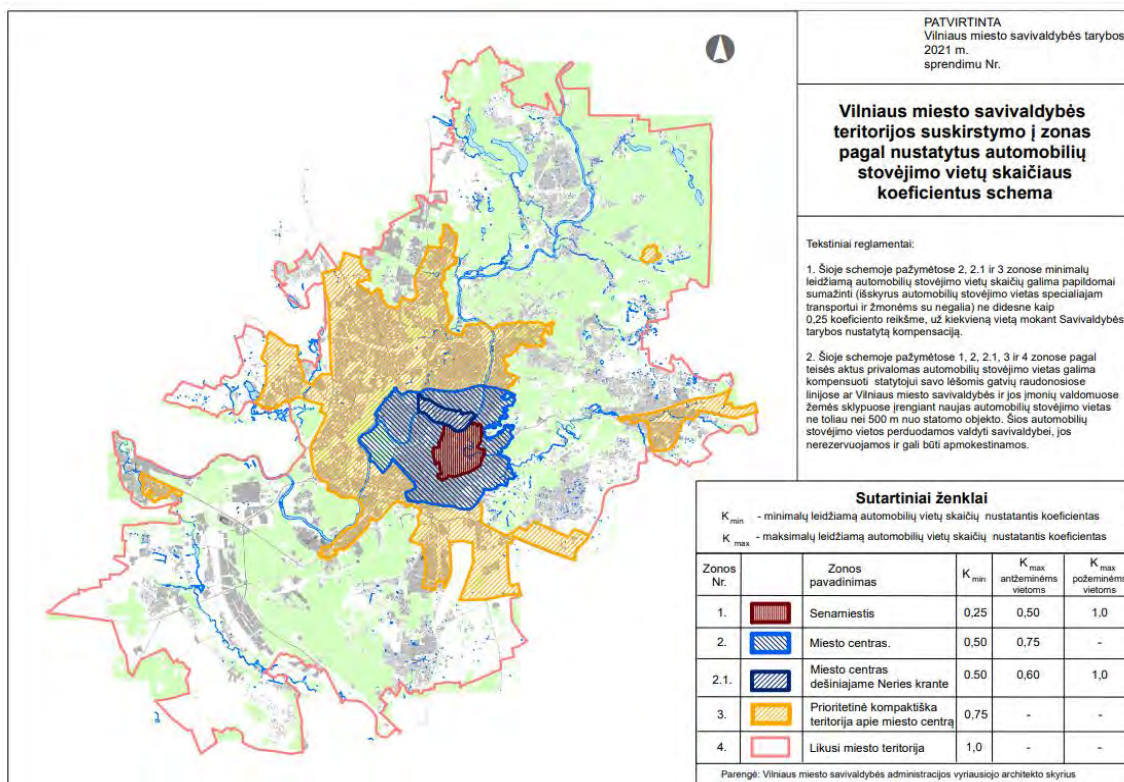 PATVIRTINTA
Vilniaus miesto savivaldybės tarybos
2021 m.
sprendimu Nr.
Vilniaus miesto savivaldybės
teritorijos suskirstymo į zonas
pagal nustatytus automobilių
stovėjimo vietų skaičiaus
koeficientus schema
Tekstiniai reglamentai:
1. Šioje schemoje pažymėtose 2, 2.1 ir 3 zonose minimalų
leidžiamą automobilių stovėjimo vietų skaičių galima papildomai
sumažinti (išskyrus automobilių stovėjimo vietas specialiajam
transportui ir žmonėms su negalia) ne didesne kaip
0,25 koeficiento reikšme, už kiekvieną vietą mokant Savivaldybės
tarybos nustatytą kompensaciją.
2. Šioje schemoje pažymėtose 1, 2, 2.1, 3 ir 4 zonose pagal
teisės aktus privalomas automobilių stovėjimo vietas galima
kompensuoti statytojui savo lėšomis gatvių raudonosiose
linijose ar Vilniaus miesto savivaldybės ir jos įmonių valdomuose
žemės sklypuose įrengiant naujas automobilių stovėjimo vietas
ne toliau nei 500 m nuo statomo objekto. Šios automobilių
stovėjimo vietos perduodamos valdyti savivaldybei, jos
nerezervuojamos ir gali būti apmokestinamos.
Sutartiniai ženklai
K min - minimalų leidžiamą automobilių vietų skaičių nustatantis koeficientas
K max - maksimalų leidžiamą automobilių vietų skaičių nustatantis koeficientas
Zonos Nr. Zonos pavadinimas K min K max antžeminėms vietoms K max požeminėms vietoms
1. Senamiestis 0,25 0,50 1,0
2. Miesto centras. 0,50 0,75 -
2.1. Miesto centras dešiniajame Neries krante 0.50 0,60 1,0
3. Prioritetinė kompaktiška teritorija apie miesto centrą 0,75 - -
4. Likusi miesto teritorija 1,0 - -
Parengė: Vilniaus miesto savivaldybės administracijos vyriausiojo architekto skyrius